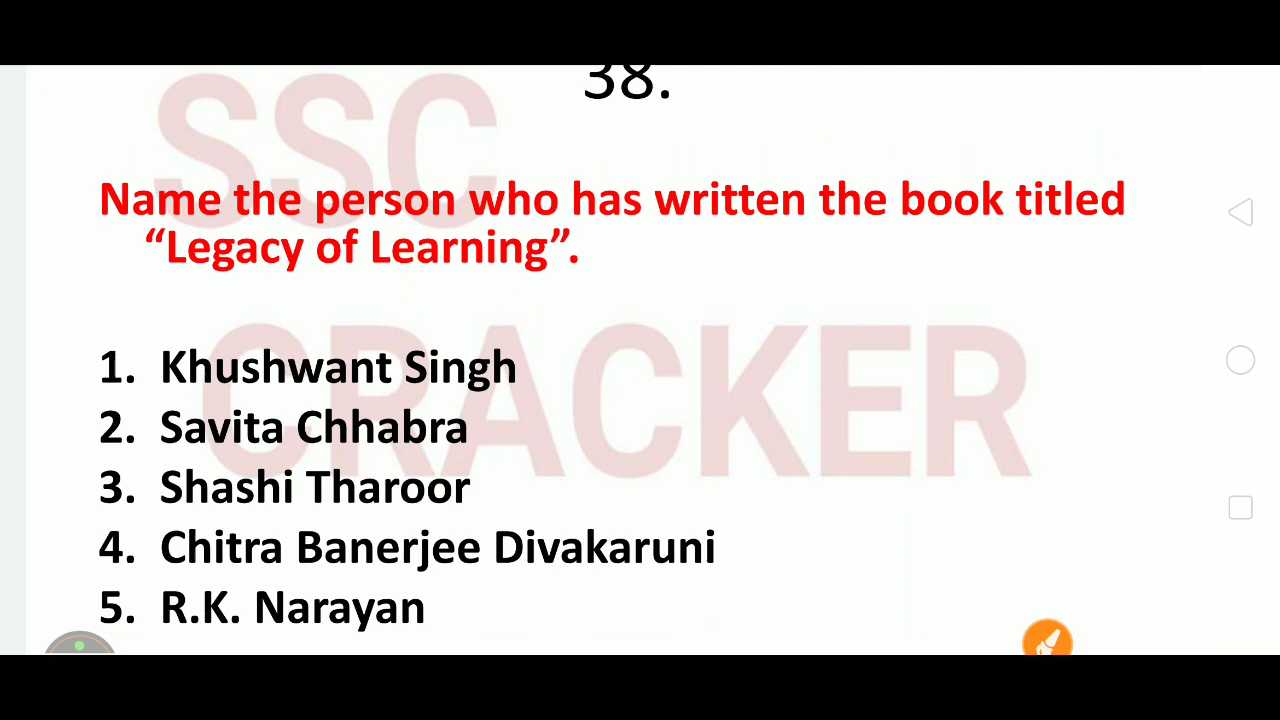 38.
SSC
Name the person who has written the book titled
“Legacy of Learning”.
CRACKER
1. Khushwant Singh
2. Savita Chhabra
3. Shashi Tharoor
4. Chitra Banerjee Divakaruni
5. R.K. Narayan